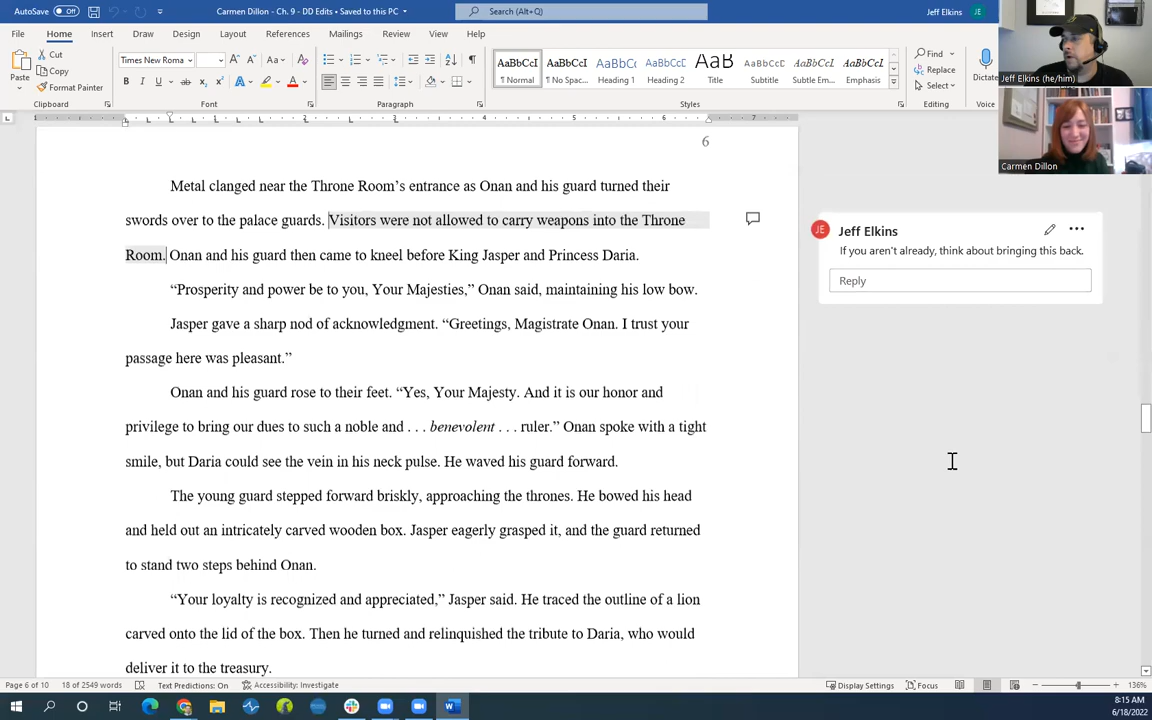 AutoSave Off
Carmen Dillon - Ch. 9 - DD Edits • Saved to this PC
Search (Alt+Q)
Jeff Elkins JE
File Home Insert Draw Design Layout References Mailings Review View Help
Paste
Cut
Copy
Format Painter
Clipboard
Times New Roma
Font
Paragraph
AaBbCcI AaBbCcI AaBbCc AaBbCcI AaB AaBbCcI AaBbCcI AaBbCcI
¶ Normal ¶ No Spac... Heading 1 Heading 2 Title Subtitle Subtle Em... Emphasis
Styles
Find
Replace
Select
Editing
Dictate
Voice
Jeff Elkins (he/him)
Carmen Dillon
1 1 2 3 4 5 6 7
6
Metal clanged near the Throne Room’s entrance as Onan and his guard turned their
swords over to the palace guards. Visitors were not allowed to carry weapons into the Throne
Room. Onan and his guard then came to kneel before King Jasper and Princess Daria.
“Prosperity and power be to you, Your Majesties,” Onan said, maintaining his low bow.
Jasper gave a sharp nod of acknowledgment. “Greetings, Magistrate Onan. I trust your
passage here was pleasant.”
Onan and his guard rose to their feet. “Yes, Your Majesty. And it is our honor and
privilege to bring our dues to such a noble and . . . benevolent . . . ruler.” Onan spoke with a tight
smile, but Daria could see the vein in his neck pulse. He waved his guard forward.
The young guard stepped forward briskly, approaching the thrones. He bowed his head
and held out an intricately carved wooden box. Jasper eagerly grasped it, and the guard returned
to stand two steps behind Onan.
“Your loyalty is recognized and appreciated,” Jasper said. He traced the outline of a lion
carved onto the lid of the box. Then he turned and relinquished the tribute to Daria, who would
deliver it to the treasury.
JE Jeff Elkins
If you aren't already, think about bringing this back.
Reply
Page 6 of 10 18 of 2549 words Text Predictions: On Accessibility: Investigate
Display Settings Focus 136%
8:15 AM
6/18/2022